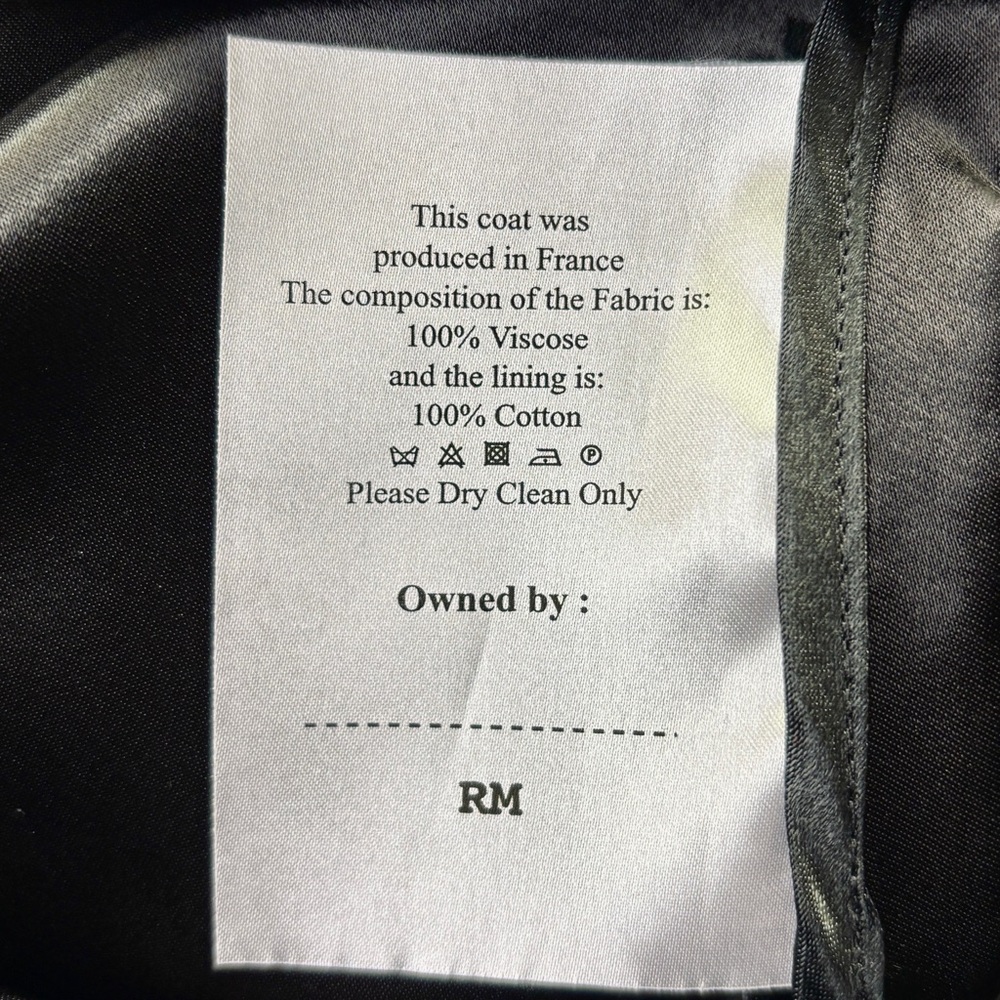 This coat was
produced in France
The composition of the Fabric is:
100% Viscose
and the lining is:
100% Cotton
Ⓟ
Please Dry Clean Only
Owned by :
RM